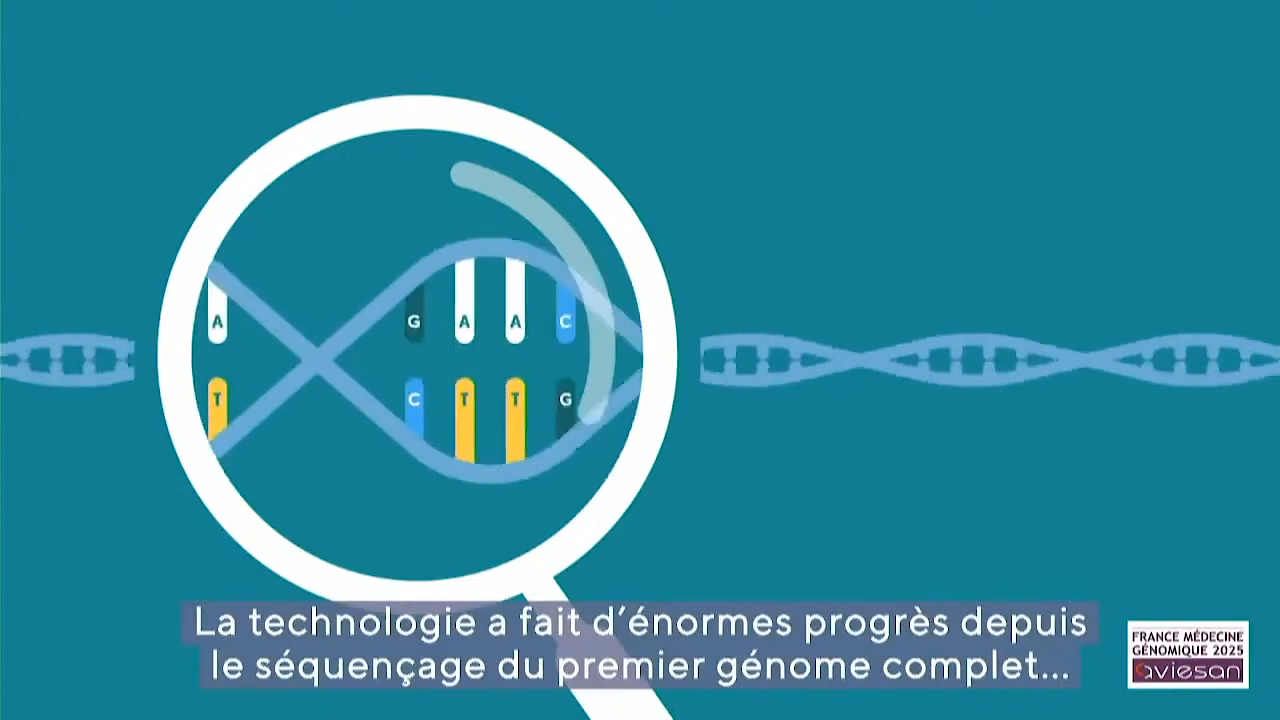 A G A A C
T C T T G
La technologie a fait d’énormes progrès depuis
le séquençage du premier génome complet...
FRANCE MÉDECINE
GÉNOMIQUE 2025
aviesan